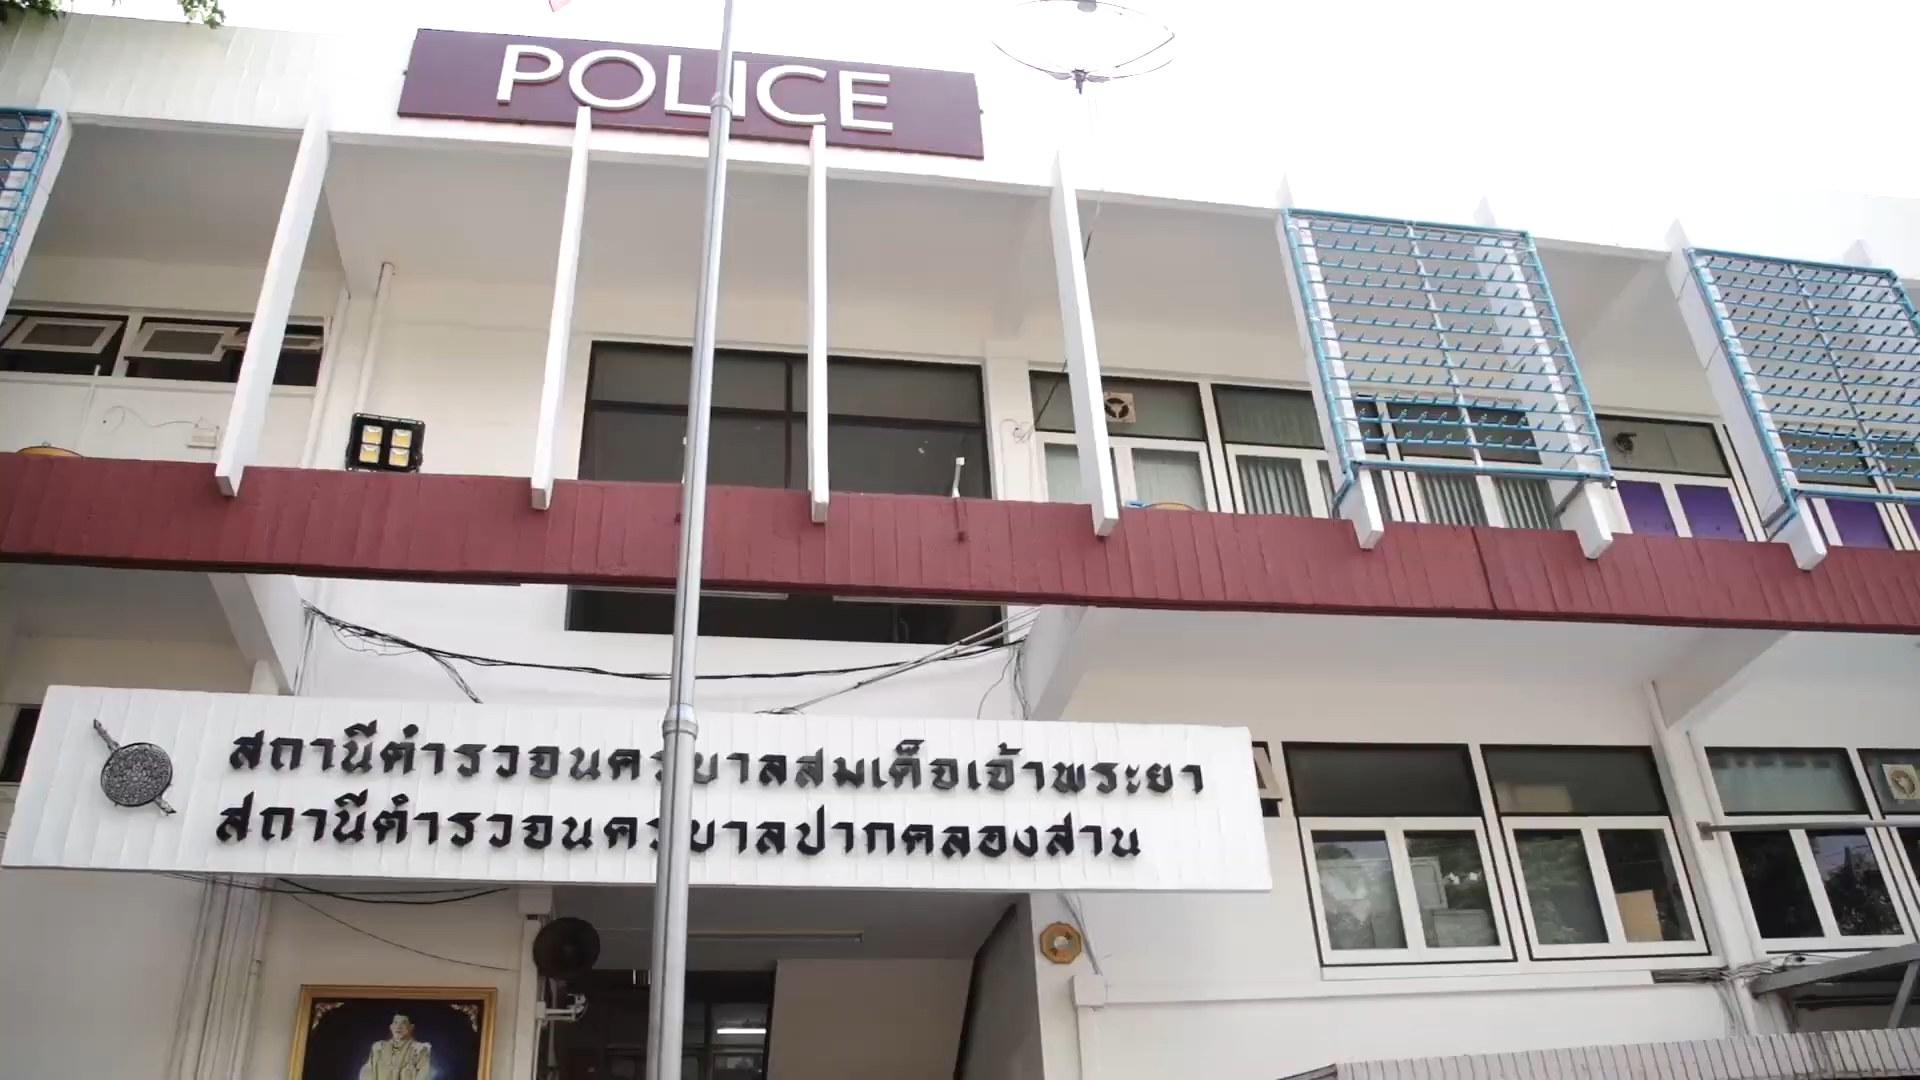 POLICE
สถานีตำรวจนครบาลสมเด็จเจ้าพระยา
สถานีตำรวจนครบาลปากคลองสาน